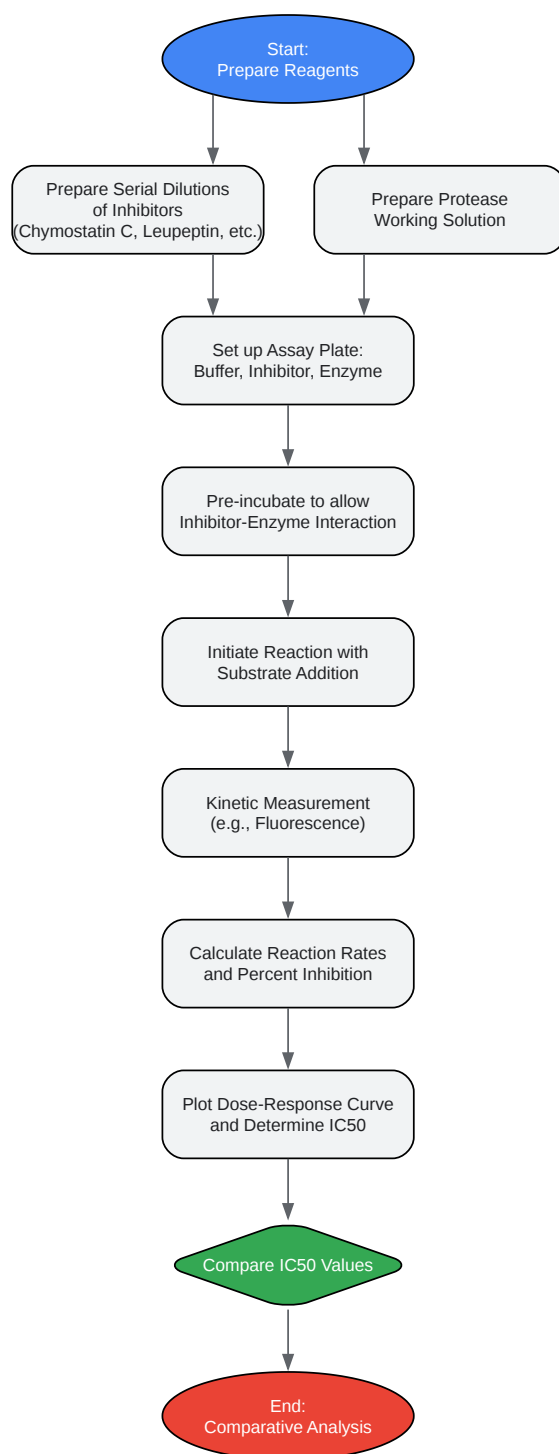 Start:
Prepare Reagents
Prepare Serial Dilutions
of Inhibitors
(Chymostatin C, Leupeptin, etc.)
Prepare Protease
Working Solution
Set up Assay Plate:
Buffer, Inhibitor, Enzyme
Pre-incubate to allow
Inhibitor-Enzyme Interaction
Initiate Reaction with
Substrate Addition
Kinetic Measurement
(e.g., Fluorescence)
Calculate Reaction Rates
and Percent Inhibition
Plot Dose-Response Curve
and Determine IC50
Compare IC50 Values
End:
Comparative Analysis